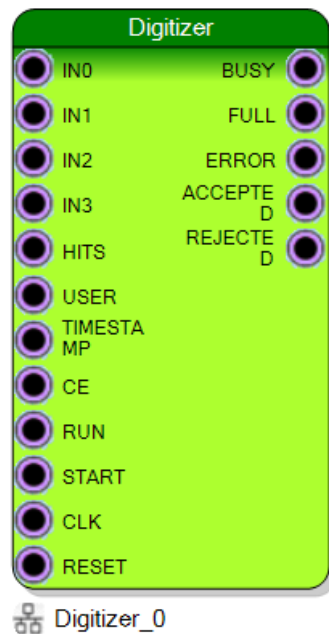 Digitizer
IN0 BUSY
IN1 FULL
IN2 ERROR
IN3 ACCEPTE
D
HITS REJECTE
D
USER
TIMESTA
MP
CE
RUN
START
CLK
RESET
Digitizer_0